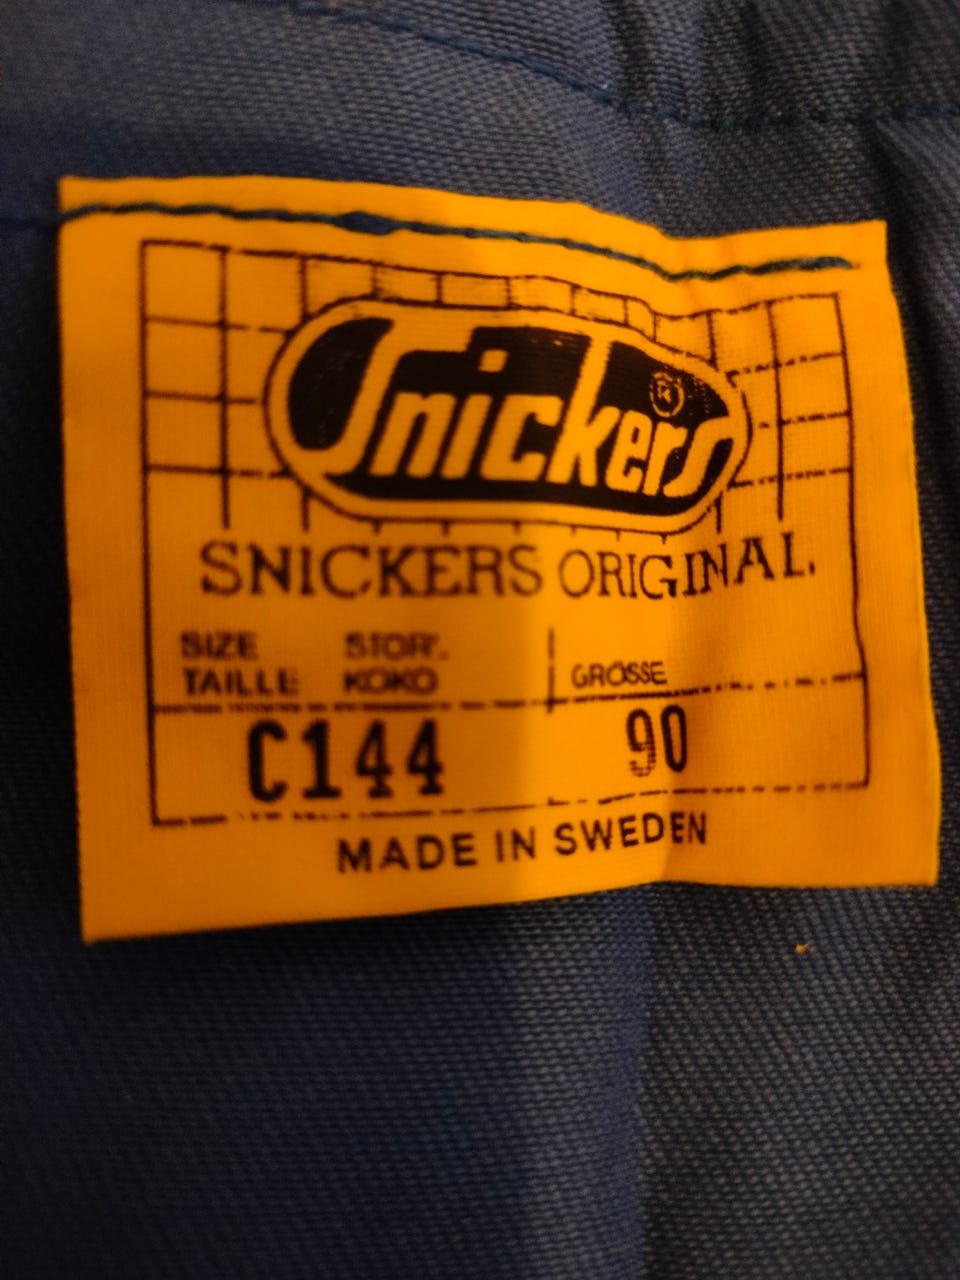 Snickers ®
SNICKERS ORIGINAL.
SIZE STOR'.
TAILLE KOKO GRÖSSE
C144 90
MADE IN SWEDEN